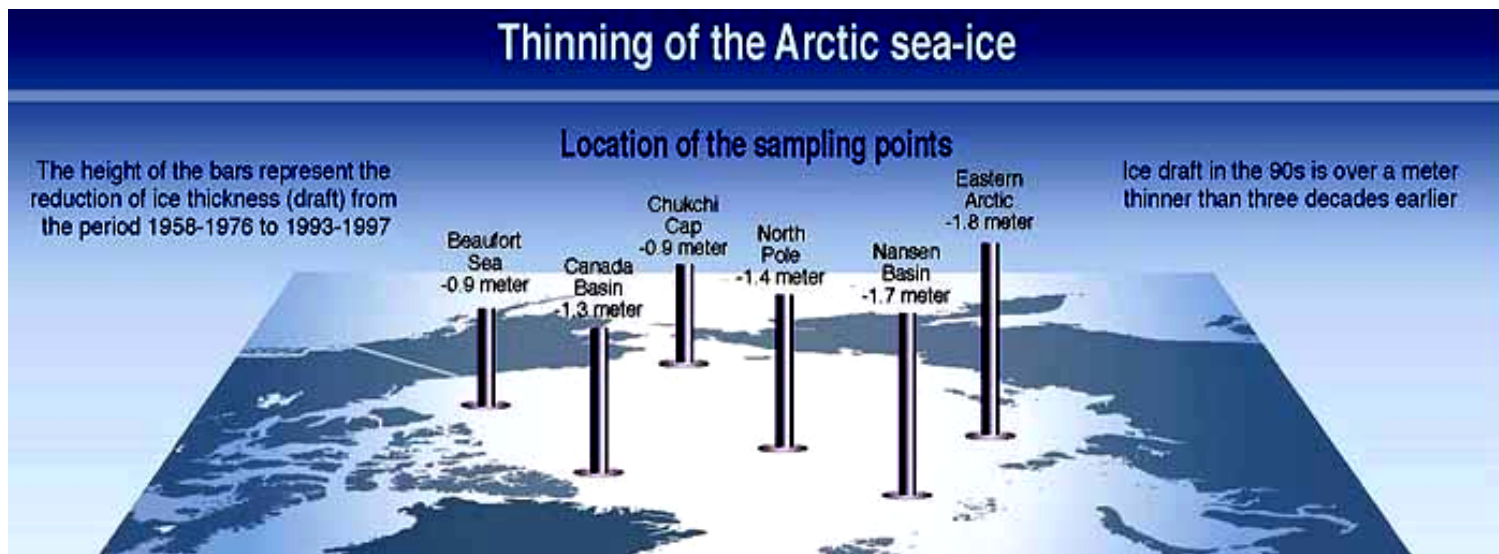 Thinning of the Arctic sea-ice
Location of the sampling points
The height of the bars represent the
reduction of ice thickness (draft) from
the period 1958-1976 to 1993-1997
Ice draft in the 90s is over a meter
thinner than three decades earlier
Beaufort
Sea
-0.9 meter
Canada
Basin
-1.3 meter
Chukchi
Cap
-0.9 meter
North
Pole
-1.4 meter
Nansen
Basin
-1.7 meter
Eastern
Arctic
-1.8 meter